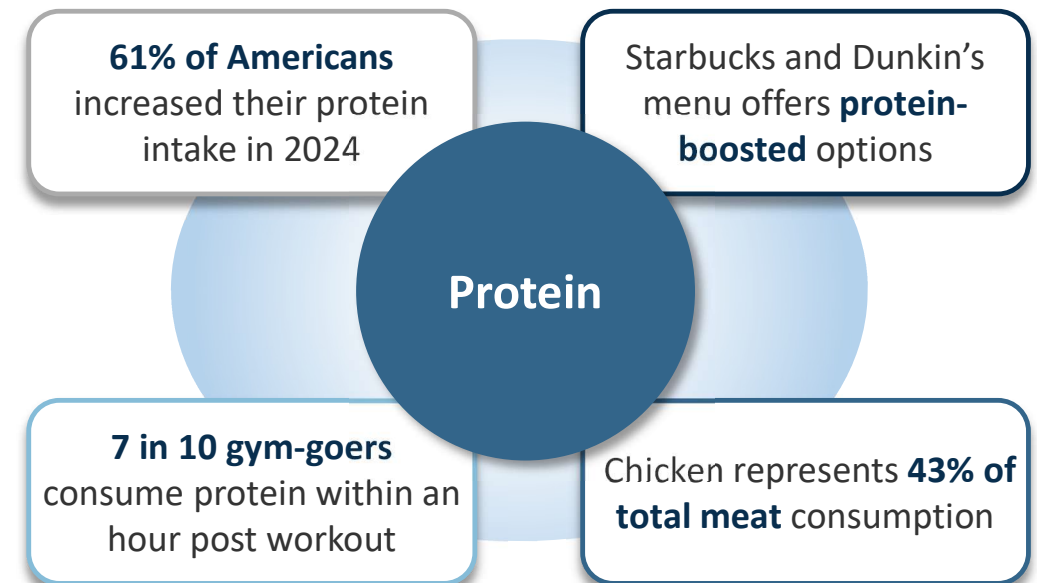 61% of Americans
increased their protein
intake in 2024
Starbucks and Dunkin’s
menu offers protein-
boosted options
Protein
7 in 10 gym-goers
consume protein within an
hour post workout
Chicken represents 43% of
total meat consumption